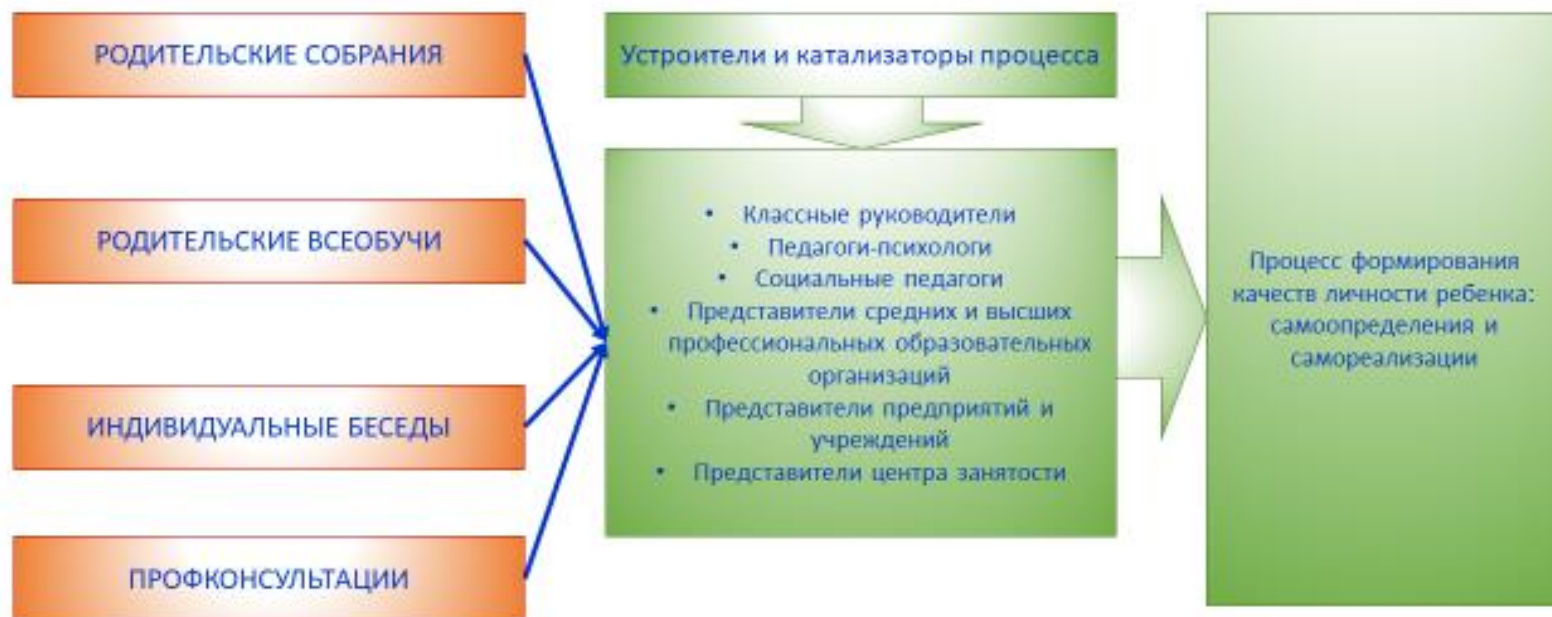 РОДИТЕЛЬСКИЕ СОБРАНИЯ
РОДИТЕЛЬСКИЕ ВСЕОБУЧИ
ИНДИВИДУАЛЬНЫЕ БЕСЕДЫ
ПРОФКОНСУЛЬТАЦИИ
Устроители и катализаторы процесса
• Классные руководители
• Педагоги-психологи
• Социальные педагоги
• Представители средних и высших
профессиональных образовательных
организаций
• Представители предприятий и
учреждений
• Представители центра занятости
Процесс формирования
качеств личности ребенка:
самоопределения и
самореализации